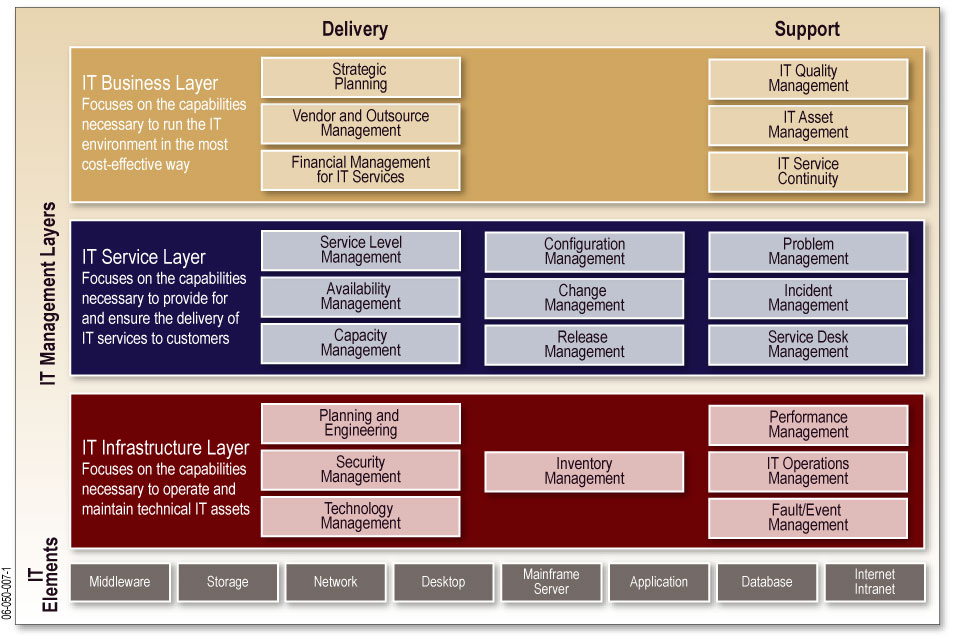 Delivery
Support
IT Management Layers
IT Business Layer
Focuses on the capabilities
necessary to run the IT
environment in the most
cost-effective way
Strategic
Planning
Vendor and Outsource
Management
Financial Management
for IT Services
IT Quality
Management
IT Asset
Management
IT Service
Continuity
IT Service Layer
Focuses on the capabilities
necessary to provide for
and ensure the delivery of
IT services to customers
Service Level
Management
Availability
Management
Capacity
Management
Configuration
Management
Change
Management
Release
Management
Problem
Management
Incident
Management
Service Desk
Management
IT Infrastructure Layer
Focuses on the capabilities
necessary to operate and
maintain technical IT assets
Planning and
Engineering
Security
Management
Technology
Management
Inventory
Management
Performance
Management
IT Operations
Management
Fault/Event
Management
IT
Elements
Middleware
Storage
Network
Desktop
Mainframe
Server
Application
Database
Internet
Intranet
06-050-007-1